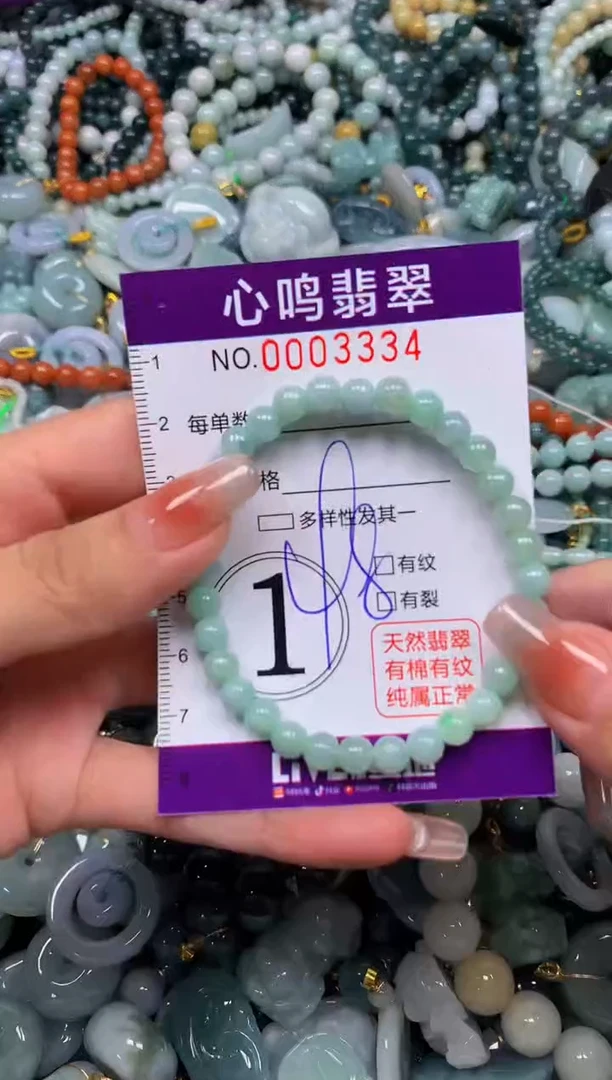 心鸣翡翠
NO.0003334
1
2
每单数
格
多样性发其一
有纹
5
有裂
1
天然翡翠
6
有棉有纹
纯属正常
7